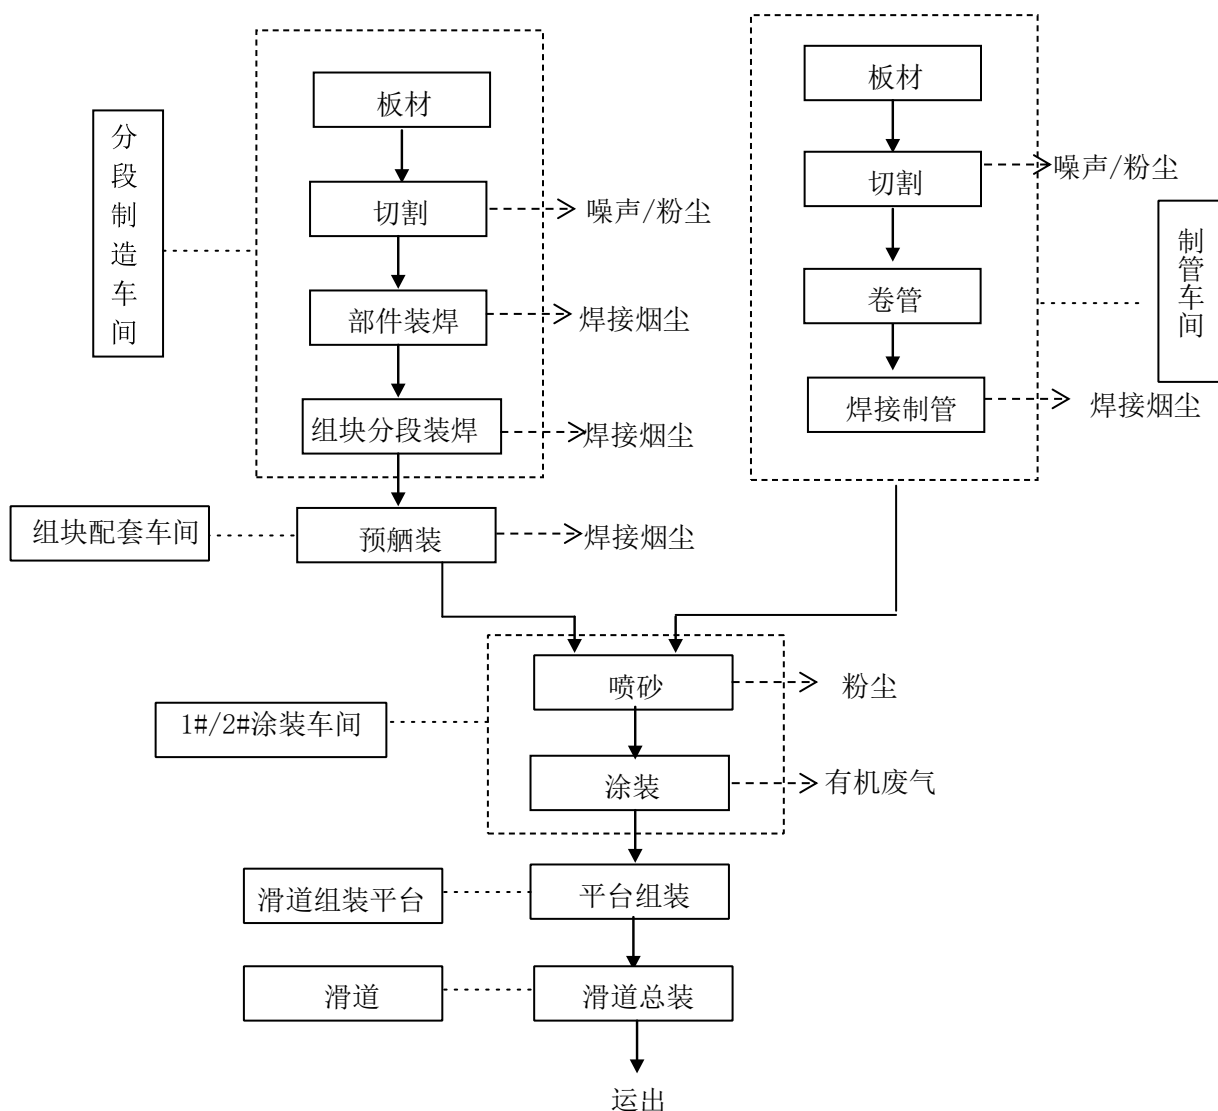 分段制造车间
板材
切割
噪声/粉尘
部件装焊
焊接烟尘
组块分段装焊
焊接烟尘
板材
切割
噪声/粉尘
卷管
焊接制管
焊接烟尘
制管车间
组块配套车间
预舾装
焊接烟尘
1#/2#涂装车间
喷砂
粉尘
涂装
有机废气
滑道组装平台
平台组装
滑道
滑道总装
运出